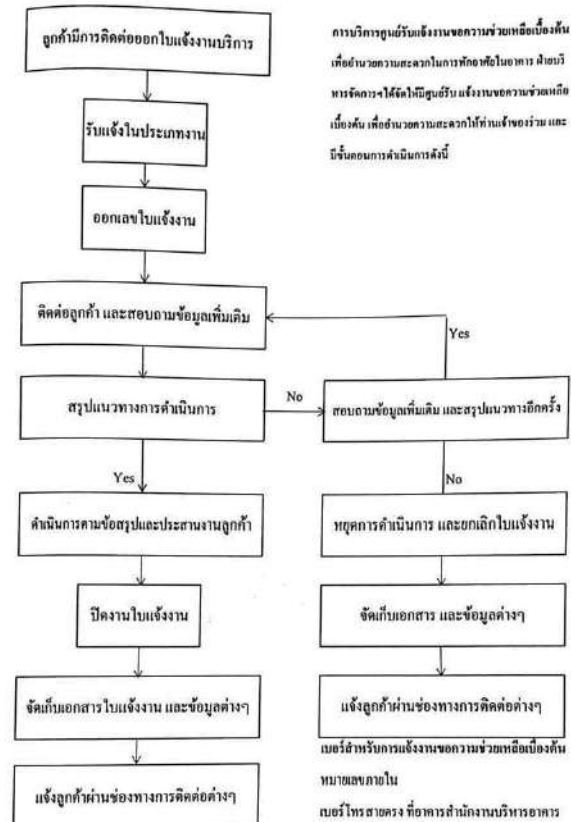 ลูกค้ามีการติดต่อออกใบแจ้งงานบริการ
รับแจ้งในประเภทงาน
ออกเลขใบแจ้งงาน
ติดต่อลูกค้า และสอบถามข้อมูลเพิ่มเติม
สรุปแนวทางการดำเนินการ
Yes
ดำเนินการตามข้อสรุปและประสานงานลูกค้า
ปิดงานใบแจ้งงาน
จัดเก็บเอกสารใบแจ้งงาน และข้อมูลต่างๆ
แจ้งลูกค้าผ่านช่องทางการติดต่อต่างๆ
การบริการศูนย์รับแจ้งงานขอความช่วยเหลือเบื้องต้น
เพื่ออำนวยความสะดวกในการพักอาศัยในอาคาร ฝ่ายบริ
หารจัดการฯได้จัดให้มีศูนย์รับ แจ้งงานขอความช่วยเหลือ
เบื้องต้น เพื่ออำนวยความสะดวกให้ท่านเจ้าของร่วม และ
มีขั้นตอนการดำเนินการดังนี้
Yes
No
สอบถามข้อมูลเพิ่มเติม และสรุปแนวทางอีกครั้ง
No
หยุดการดำเนินการ และยกเลิกใบแจ้งงาน
จัดเก็บเอกสาร และข้อมูลต่างๆ
แจ้งลูกค้าผ่านช่องทางการติดต่อต่างๆ
เบอร์สำหรับการแจ้งงานขอความช่วยเหลือเบื้องต้น
หมายเลขภายใน
เบอร์โทรสายตรง ที่อาคารสำนักงานบริหารอาคาร